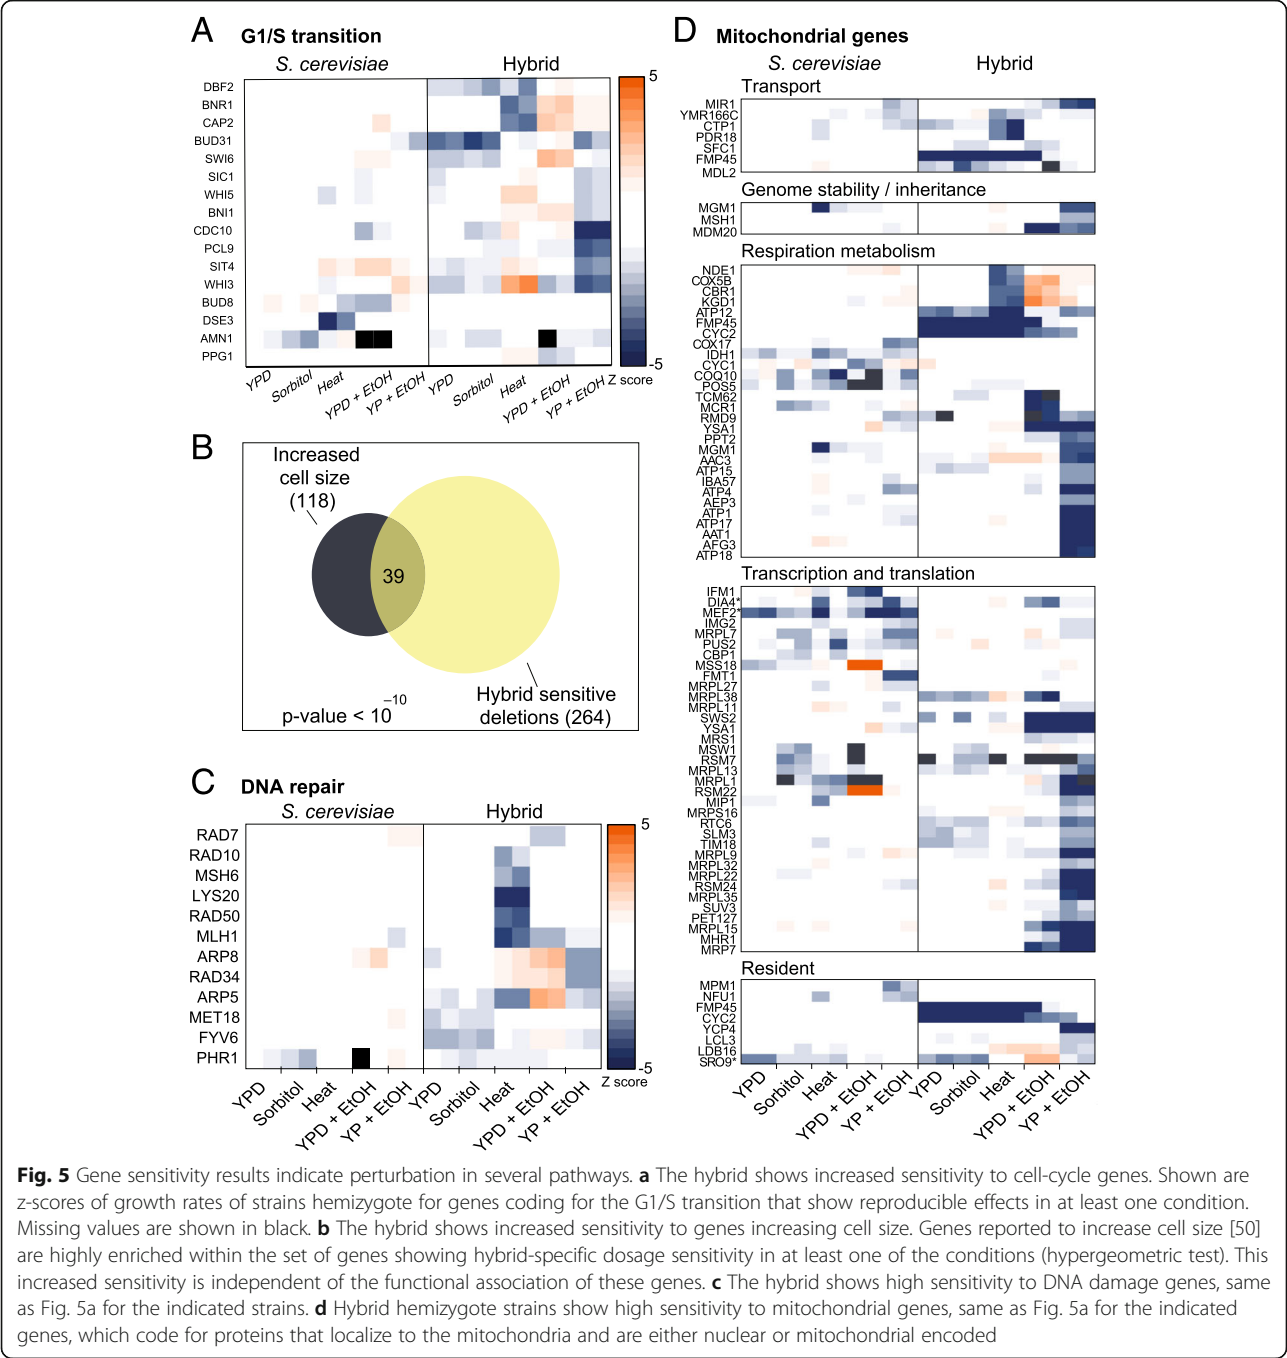 A G1/S transition
S. cerevisiae Hybrid
DBF2
BNR1
CAP2
BUD31
SWI6
SIC1
WHI5
BNI1
CDC10
PCL9
SIT4
WHI3
BUD8
DSE3
AMN1
PPG1
5
-5
Z score
YPD Sorbitol Heat YPD + EtOH YP + EtOH YPD Sorbitol Heat YPD + EtOH YP + EtOH
B
Increased
cell size
(118)
39
Hybrid sensitive
deletions (264)
p-value < 10–10
C DNA repair
S. cerevisiae Hybrid
RAD7
RAD10
MSH6
LYS20
RAD50
MLH1
ARP8
RAD34
ARP5
MET18
FYV6
PHR1
5
-5
Z score
YPD Sorbitol Heat YPD + EtOH YP + EtOH YPD Sorbitol Heat YPD + EtOH YP + EtOH
D Mitochondrial genes
S. cerevisiae Hybrid
Transport
MIR1
YMR166C
CTP1
PDR18
SFC1
FMP45
MDL2
Genome stability / inheritance
MGM1
MSH1
MDM20
Respiration metabolism
NDE1
COX5B
CBR1
KGD1
ATP12
FMP45
CYC2
COX17
IDH1
CYC1
COQ10
POS5
TCM62
MCR1
RMD9
YSA1
PPT2
MGM1
AAC3
ATP15
IBA57
ATP4
AEP3
ATP1
ATP17
AAT1
AFG3
ATP18
Transcription and translation
IFM1
DIA4*
MEF2*
IMG2
MRPL7
PUS2
CBP1
MSS18
FMT1
MRPL27
MRPL38
MRPL11
SWS2
YSA1
MRS1
MSW1
RSM7
MRPL13
MRPL1
RSM22
MIP1
MRPS16
RTC6
SLM3
TIM18
MRPL9
MRPL32
MRPL22
RSM24
MRPL35
SUV3
PET127
MRPL15
MHR1
MRP7
Resident
MPM1
NFU1
FMP45
CYC2
YCP4
LCL3
LDB16
SRO9*
YPD Sorbitol Heat YPD + EtOH YP + EtOH YPD Sorbitol Heat YPD + EtOH YP + EtOH
Fig. 5 Gene sensitivity results indicate perturbation in several pathways. a The hybrid shows increased sensitivity to cell-cycle genes. Shown are
z-scores of growth rates of strains hemizygote for genes coding for the G1/S transition that show reproducible effects in at least one condition.
Missing values are shown in black. b The hybrid shows increased sensitivity to genes increasing cell size. Genes reported to increase cell size [50]
are highly enriched within the set of genes showing hybrid-specific dosage sensitivity in at least one of the conditions (hypergeometric test). This
increased sensitivity is independent of the functional association of these genes. c The hybrid shows high sensitivity to DNA damage genes, same
as Fig. 5a for the indicated strains. d Hybrid hemizygote strains show high sensitivity to mitochondrial genes, same as Fig. 5a for the indicated
genes, which code for proteins that localize to the mitochondria and are either nuclear or mitochondrial encoded